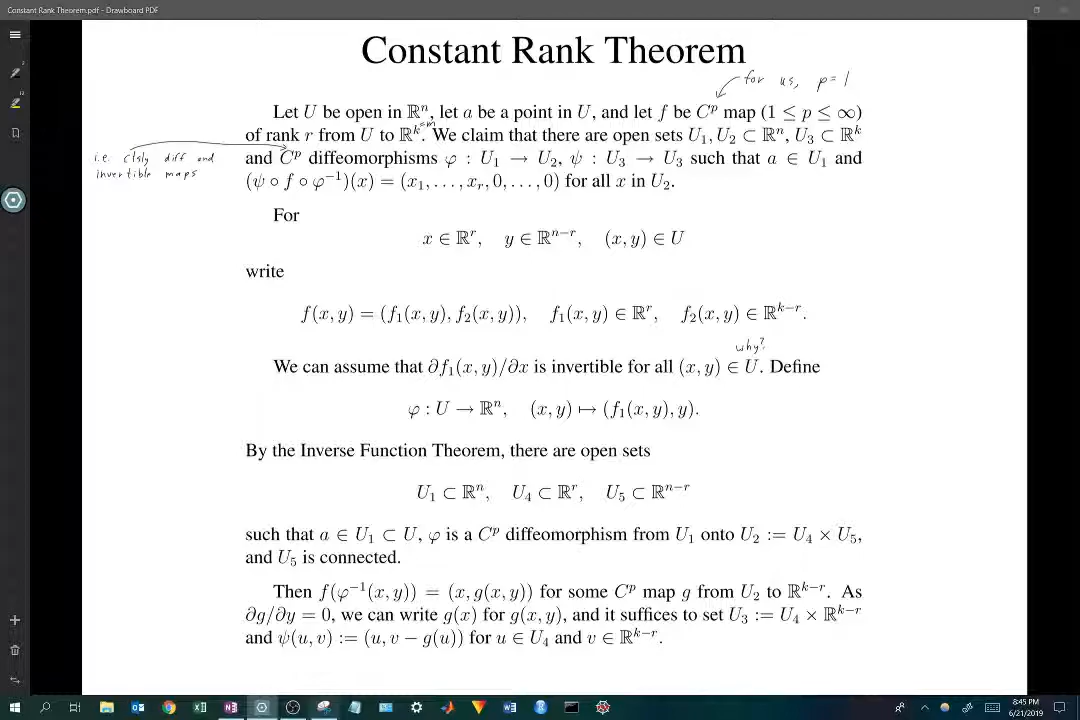 Constant Rank Theorem.pdf - Drawboard PDF
Constant Rank Theorem
for us, p = 1
Let U be open in ℝⁿ, let a be a point in U, and let f be Cᵖ map (1 ≤ p ≤ ∞)
of rank r from U to ℝᵏ. We claim that there are open sets U₁, U₂ ⊂ ℝⁿ, U₃ ⊂ ℝᵏ
i.e. ctsly diff and
invertible maps
and Cᵖ diffeomorphisms φ : U₁ → U₂, ψ : U₃ → U₃ such that a ∈ U₁ and
(ψ ∘ f ∘ φ⁻¹)(x) = (x₁, . . . , xᵣ, 0, . . . , 0) for all x in U₂.
For
x ∈ ℝʳ, y ∈ ℝⁿ⁻ʳ, (x, y) ∈ U
write
f(x, y) = (f₁(x, y), f₂(x, y)), f₁(x, y) ∈ ℝʳ, f₂(x, y) ∈ ℝᵏ⁻ʳ.
why?
We can assume that ∂f₁(x, y)/∂x is invertible for all (x, y) ∈ U. Define
φ : U → ℝⁿ, (x, y) ↦ (f₁(x, y), y).
By the Inverse Function Theorem, there are open sets
U₁ ⊂ ℝⁿ, U₄ ⊂ ℝʳ, U₅ ⊂ ℝⁿ⁻ʳ
such that a ∈ U₁ ⊂ U, φ is a Cᵖ diffeomorphism from U₁ onto U₂ := U₄ × U₅,
and U₅ is connected.
Then f(φ⁻¹(x, y)) = (x, g(x, y)) for some Cᵖ map g from U₂ to ℝᵏ⁻ʳ. As
∂g/∂y = 0, we can write g(x) for g(x, y), and it suffices to set U₃ := U₄ × ℝᵏ⁻ʳ
and ψ(u, v) := (u, v − g(u)) for u ∈ U₄ and v ∈ ℝᵏ⁻ʳ.
8:45 PM
6/21/2019